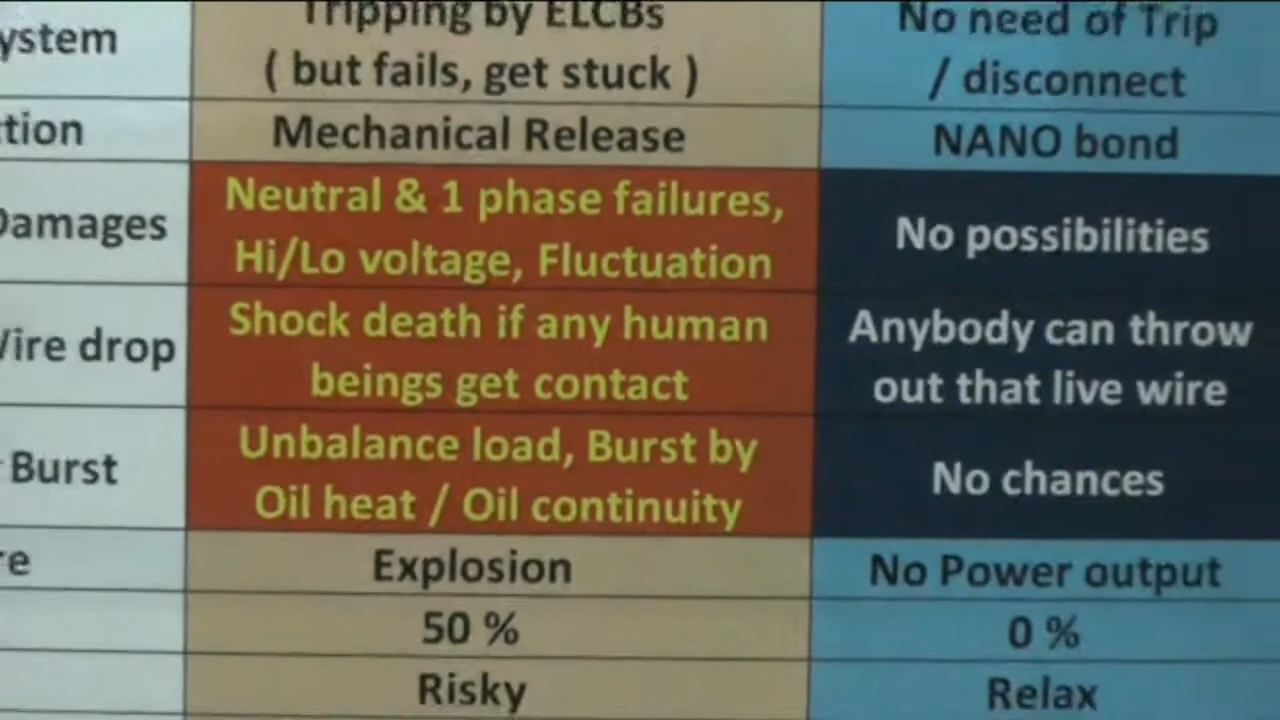 ystem
Tripping by ELCBs
( but fails, get stuck )
No need of Trip
/ disconnect
ction
Mechanical Release
NANO bond
Damages
Neutral & 1 phase failures,
Hi/Lo voltage, Fluctuation
No possibilities
Wire drop
Shock death if any human
beings get contact
Anybody can throw
out that live wire
Burst
Unbalance load, Burst by
Oil heat / Oil continuity
No chances
re
Explosion
No Power output
50 %
0 %
Risky
Relax